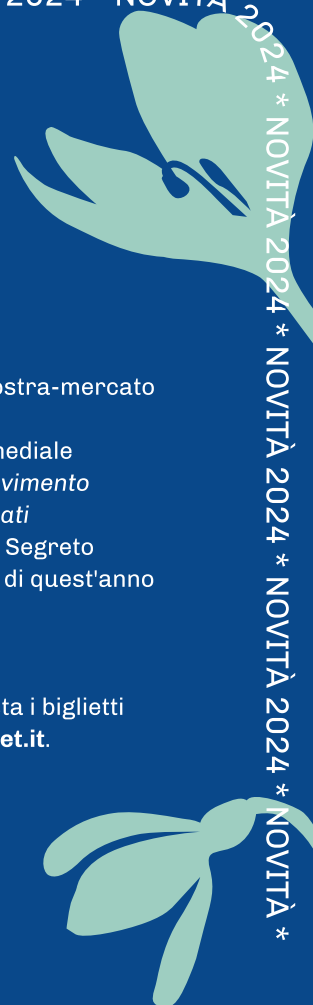 2024 * NOVITÀ 2024 * NOVITÀ 2024 * NOVITÀ 2024 * NOVITÀ 2024 * NOVITÀ *
ostra-mercato
mediale
vimento
ati
Segreto
di quest'anno
ta i biglietti
et.it.